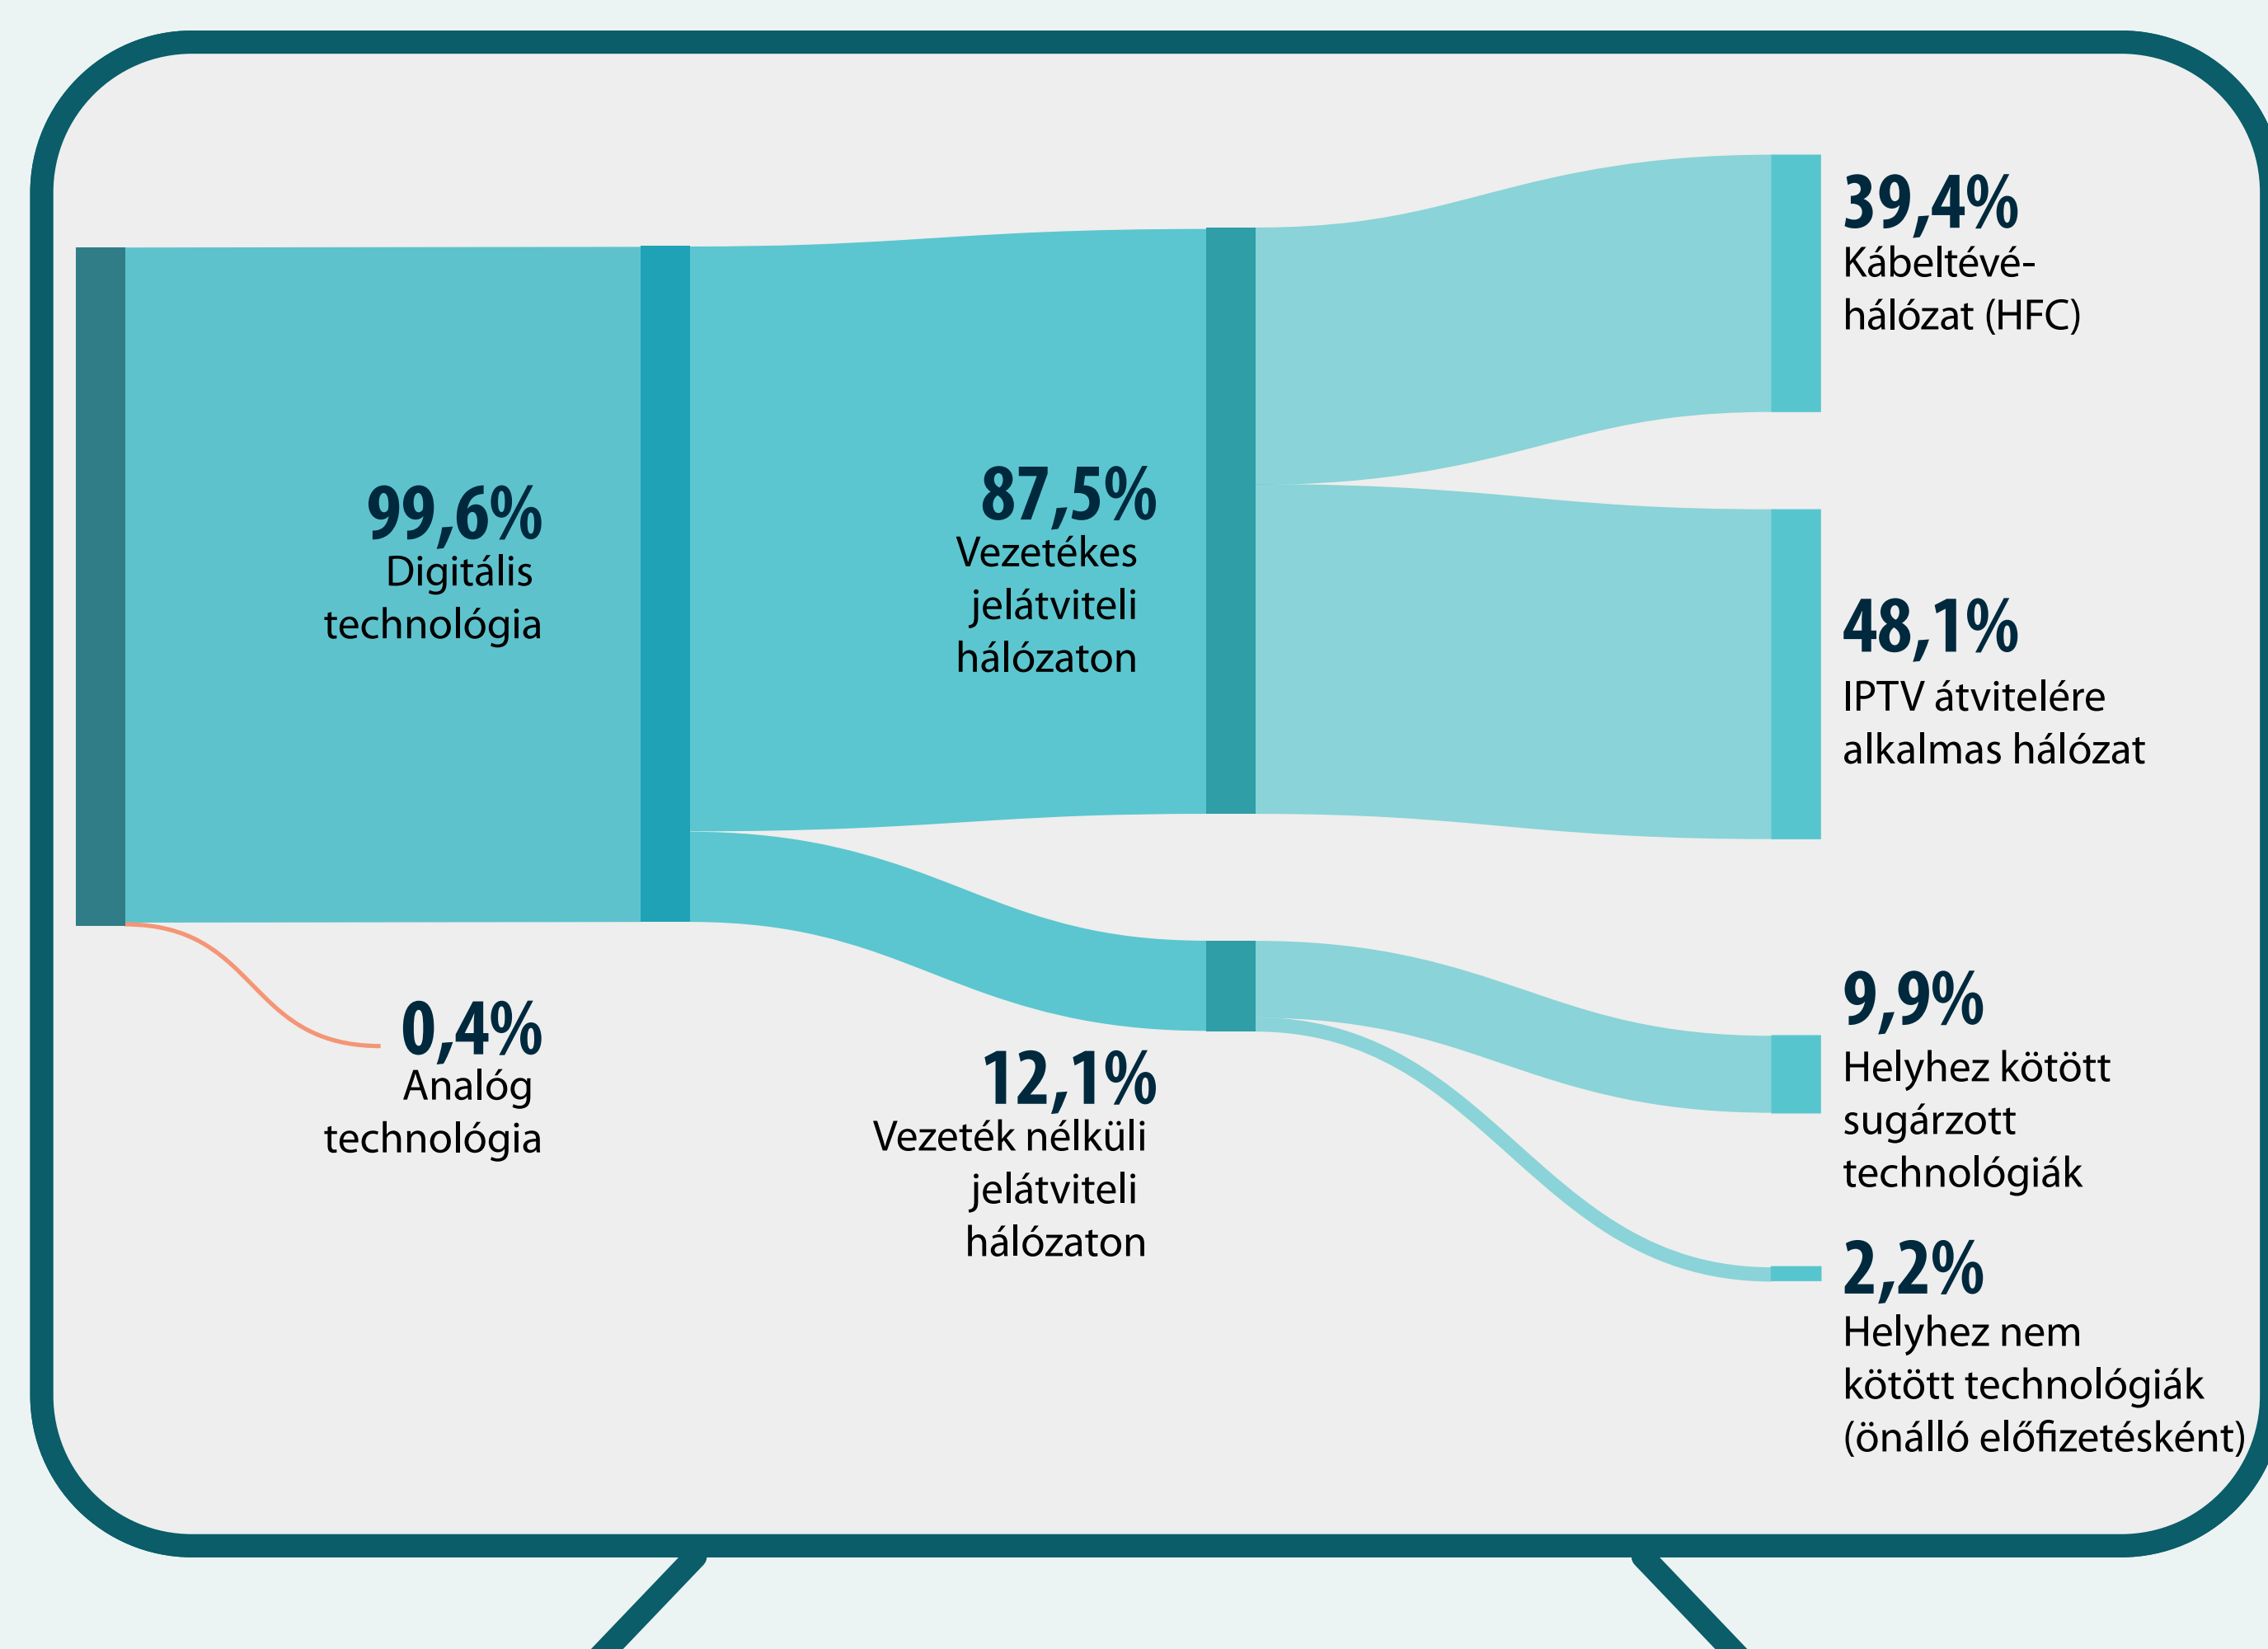 99,6%
Digitális
technológia
0,4%
Analóg
technológia
87,5%
Vezetékes
jelátviteli
hálózaton
12,1%
Vezeték nélküli
jelátviteli
hálózaton
39,4%
Kábeltévé-
hálózat (HFC)
48,1%
IPTV átvitelére
alkalmas hálózat
9,9%
Helyhez kötött
sugárzott
technológiák
2,2%
Helyhez nem
kötött technológiák
(önálló előfizetésként)